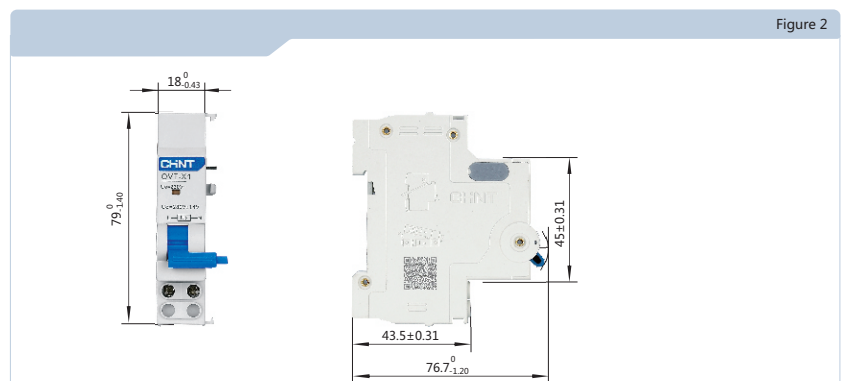 Figure 2
18 0 -0.43
CHNT
OVT-X1
79 0 -1.40
CHNT
45±0.31
43.5±0.31
76.7 0 -1.20